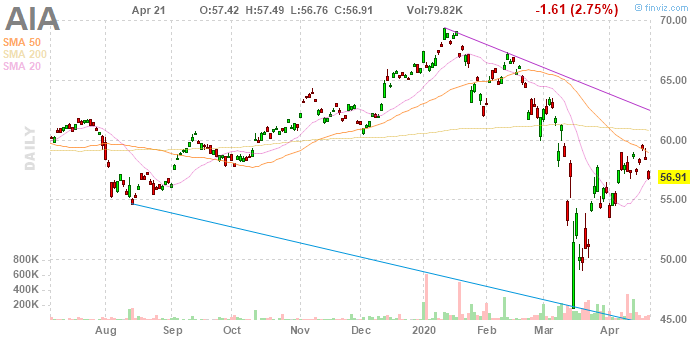 AIA
Apr 21 O:57.42 H:57.49 L:56.76 C:56.91 Vol:79.82K -1.61 (2.75%)
© finviz.com
SMA 50
SMA 200
SMA 20
DAILY
70.00
65.00
60.00
56.91
55.00
50.00
45.00
800K
600K
400K
200K
Aug Sep Oct Nov Dec 2020 Feb Mar Apr